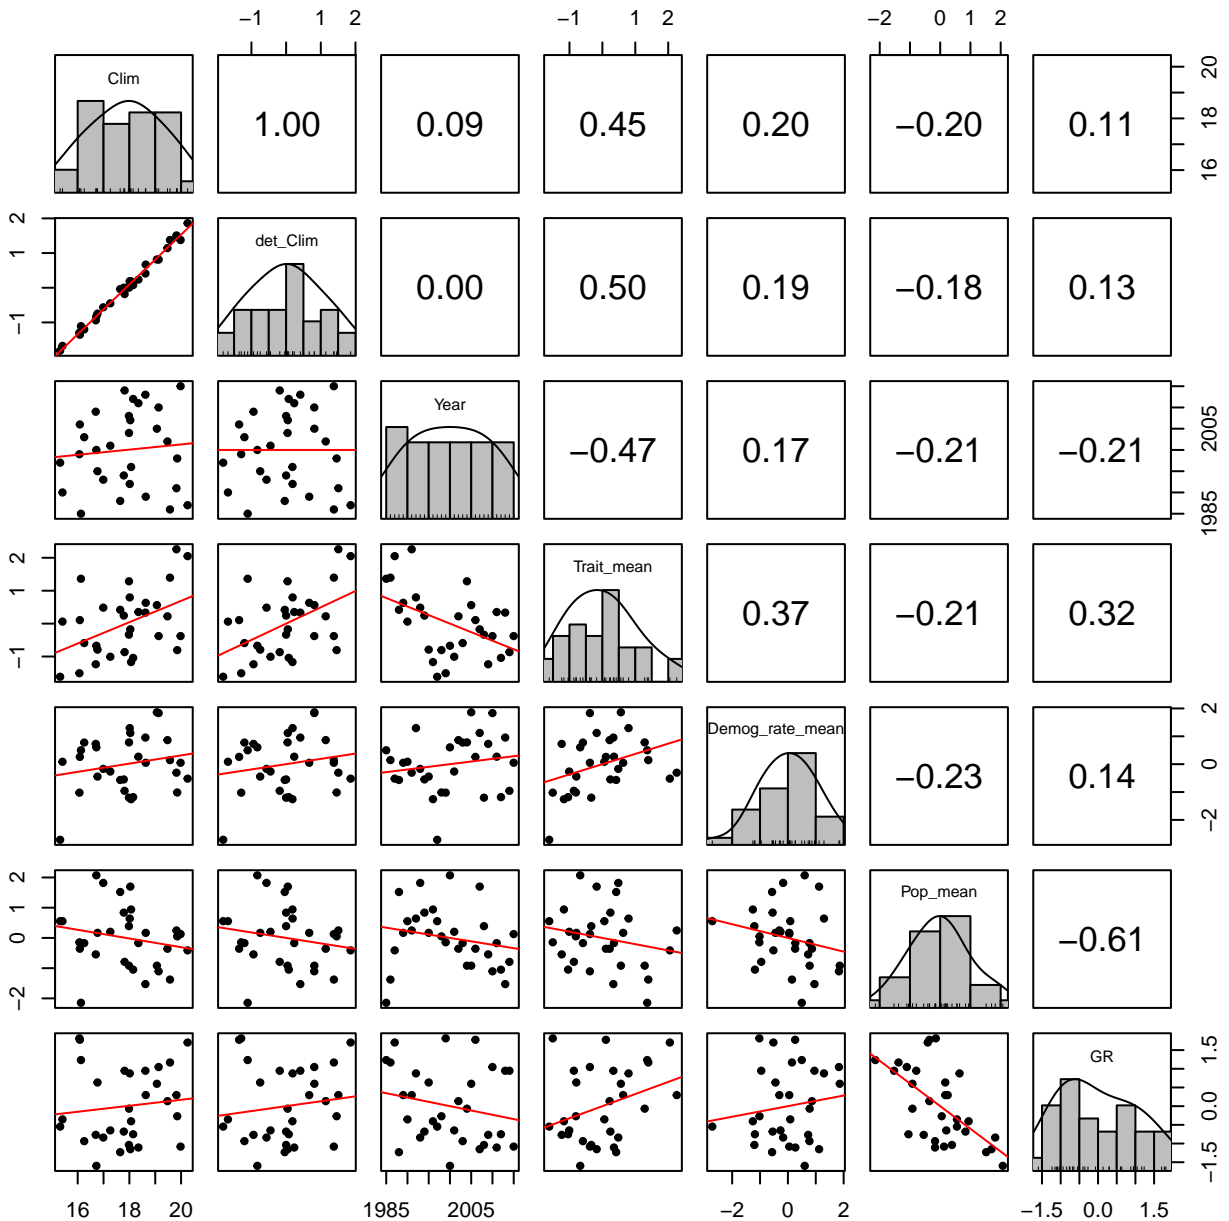 −1 1 2 −1 1 2 −2 0 2
Clim 1.00 0.09 0.45 0.20 −0.20 0.11 16 18 20
−1 1 2 det_Clim 0.00 0.50 0.19 −0.18 0.13
Year −0.47 0.17 −0.21 −0.21 1985 2005
−1 1 2 Trait_mean 0.37 −0.21 0.32
Demog_rate_mean −0.23 0.14 −2 0 2
−2 0 1 2 Pop_mean −0.61
GR −1.5 0.0 1.5
16 18 20 1985 2005 −2 0 2 −1.5 0.0 1.5